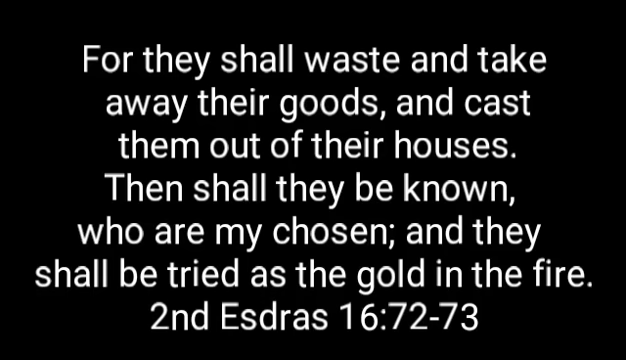 For they shall waste and take
away their goods, and cast
them out of their houses.
Then shall they be known,
who are my chosen; and they
shall be tried as the gold in the fire.
2nd Esdras 16:72-73